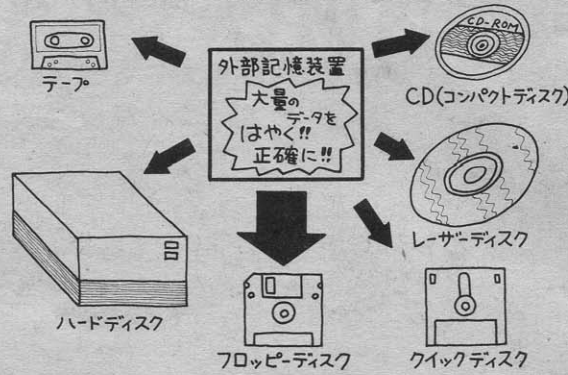 外部記憶装置
大量の
データを
はやく!!
正確に!!
テープ
CD-ROM
CD(コンパクトディスク)
ハードディスク
レーザーディスク
フロッピーディスク
クイックディスク